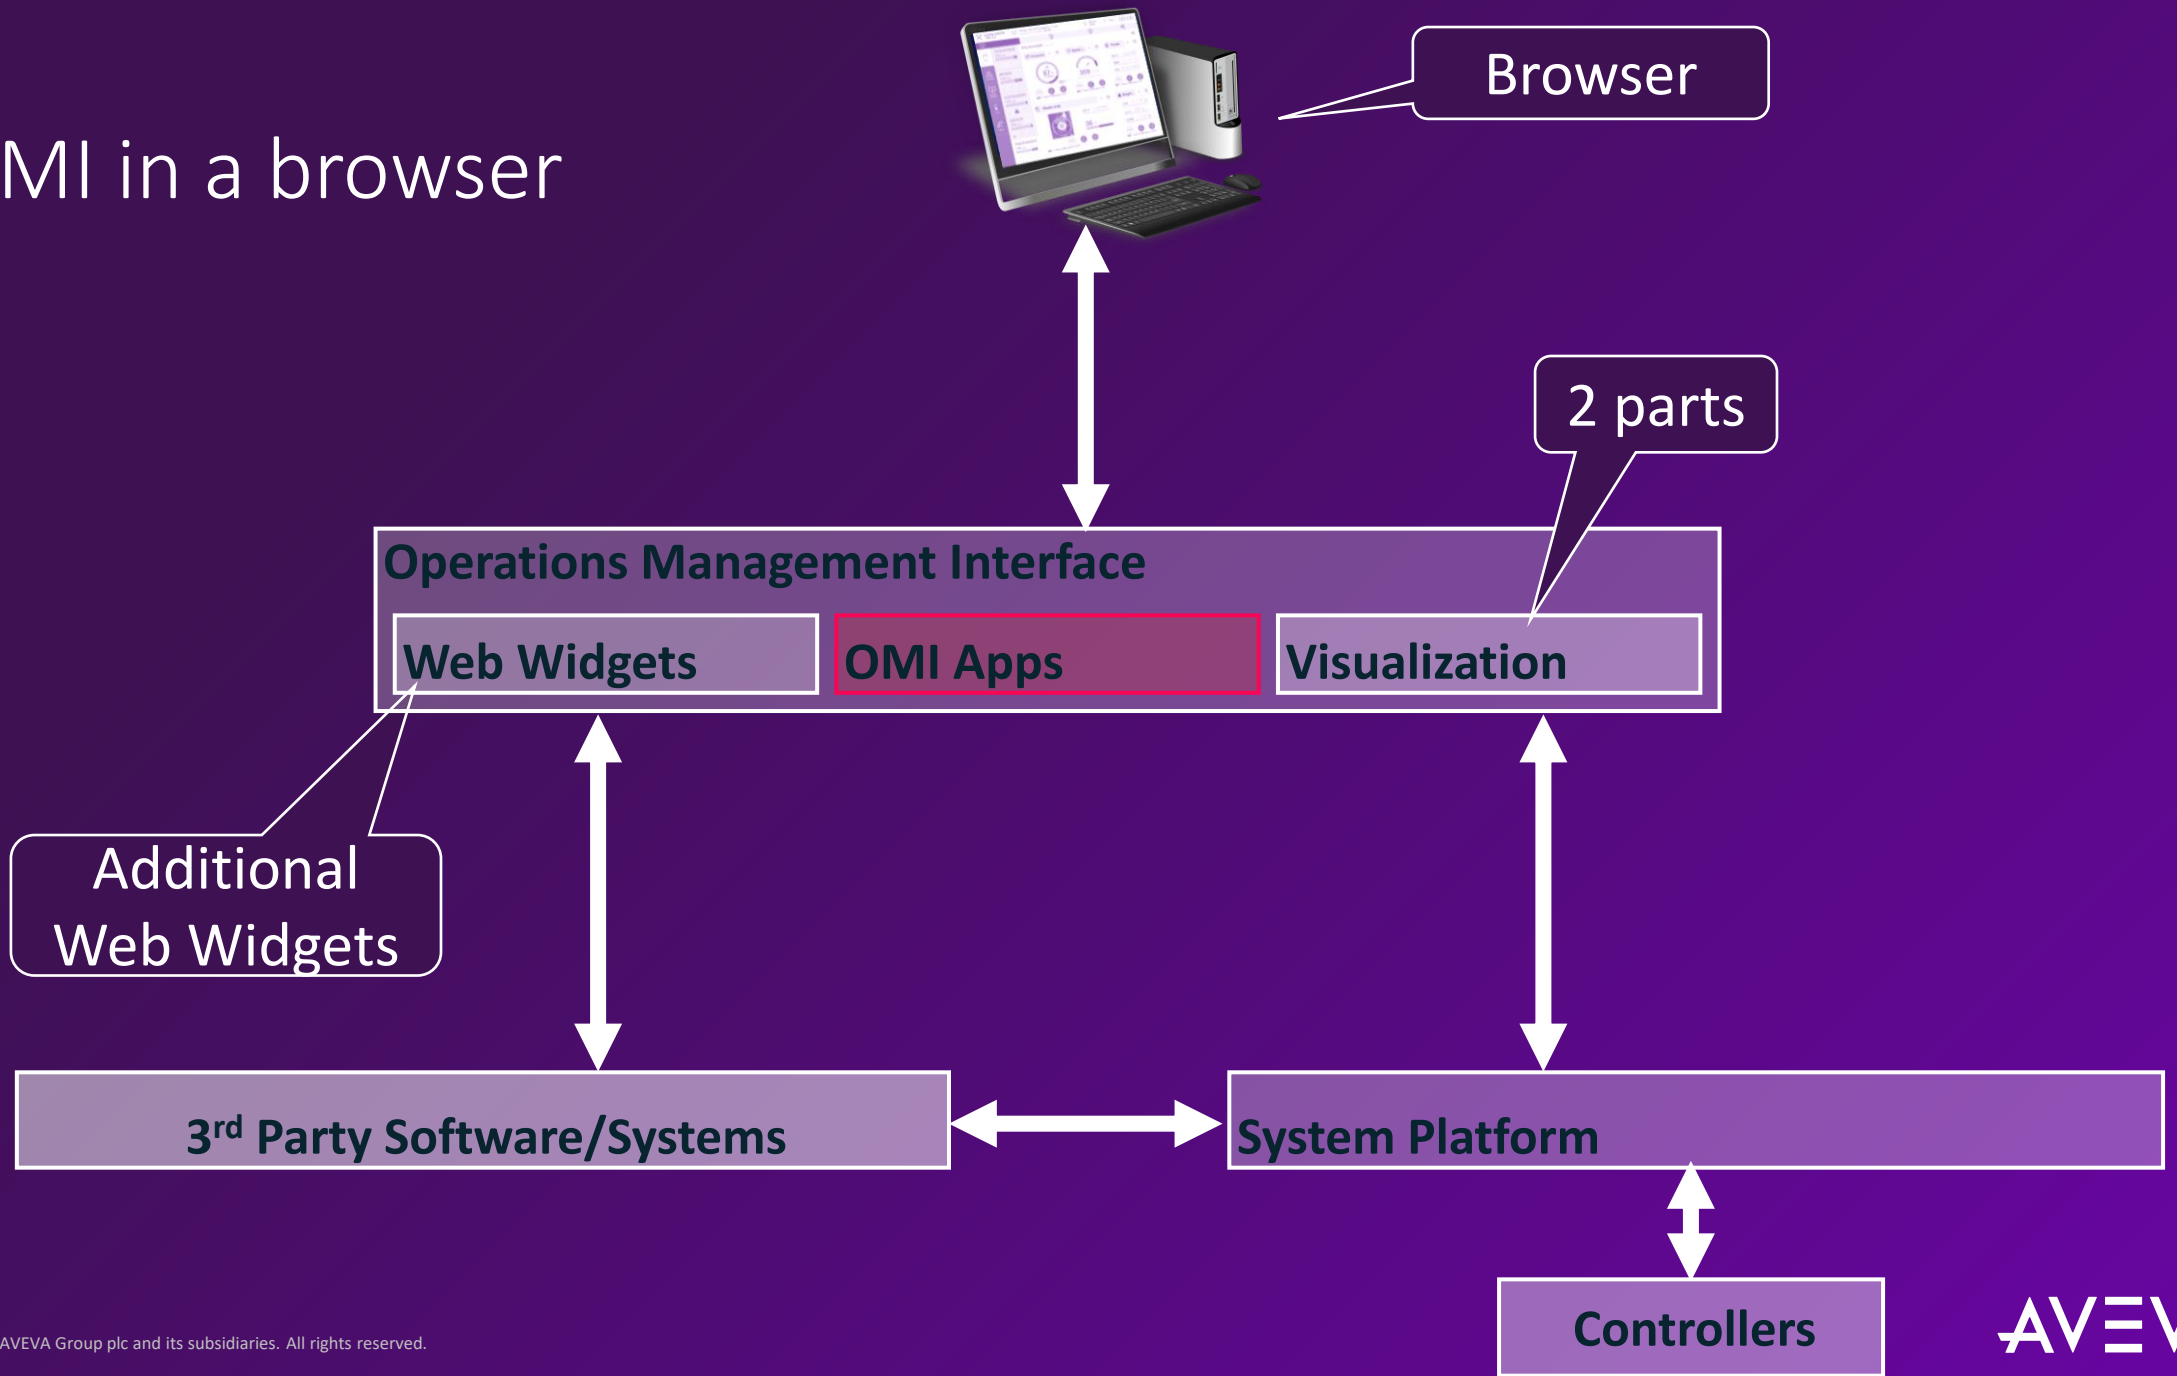 Browser
MI in a browser
2 parts
Operations Management Interface
Web Widgets
OMI Apps
Visualization
Additional
Web Widgets
3rd Party Software/Systems
System Platform
Controllers
AVEVA Group plc and its subsidiaries. All rights reserved.
AVEV